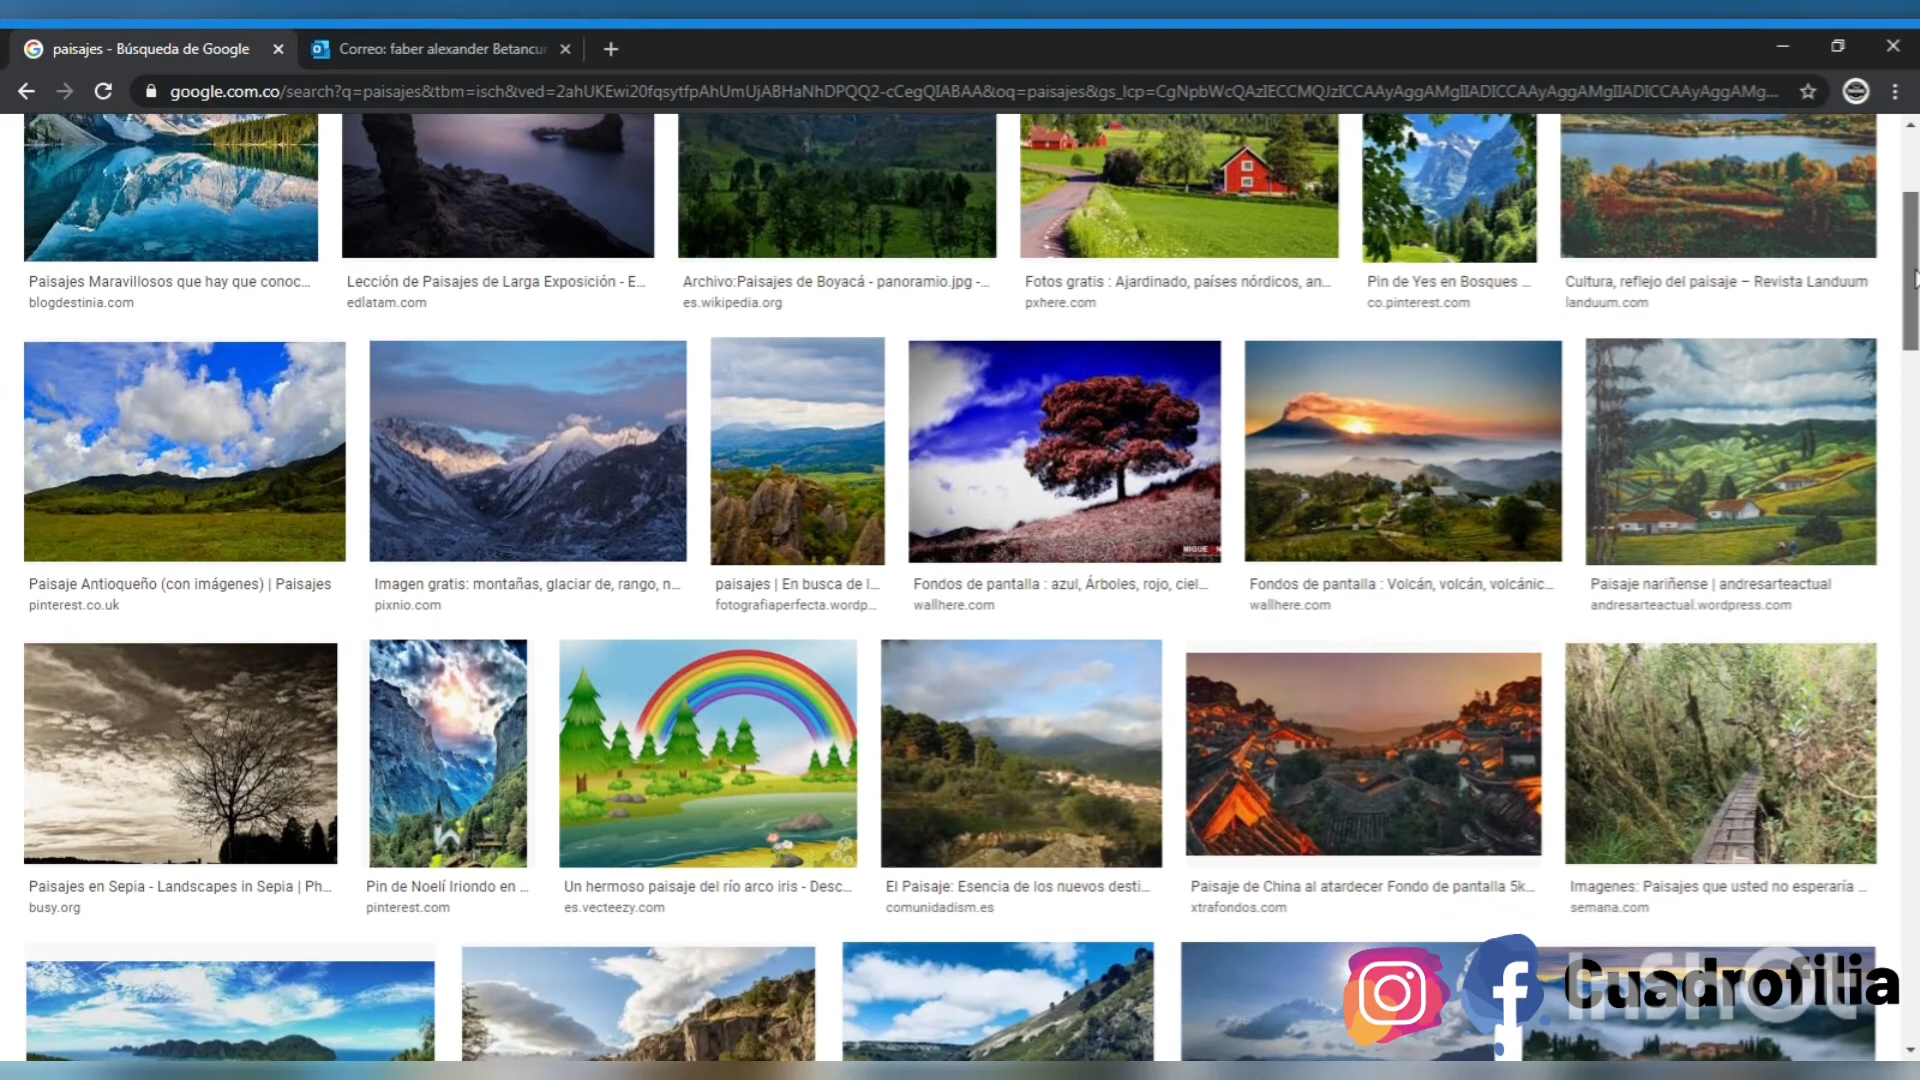 paisajes - Búsqueda de Google
Correo: faber alexander Betancur
google.com.co/search?q=paisajes&tbm=isch&ved=2ahUKEwi20fqsytfpAhUmUjABHaNhDPQQ2-cCegQIABAA&oq=paisajes&gs_lcp=CgNpbWcQAzIECCMQJzICCAAyAggAMgIIADICCAAyAggAMgIIADICCAAyAggAMg...
Paisajes Maravillosos que hay que conoc...
blogdestinia.com
Lección de Paisajes de Larga Exposición - E...
edlatam.com
Archivo:Paisajes de Boyacá - panoramio.jpg -...
es.wikipedia.org
Fotos gratis : Ajardinado, países nórdicos, an...
pxhere.com
Pin de Yes en Bosques ...
co.pinterest.com
Cultura, reflejo del paisaje – Revista Landuum
landuum.com
Paisaje Antioqueño (con imágenes) | Paisajes
pinterest.co.uk
Imagen gratis: montañas, glaciar de, rango, n...
pixnio.com
paisajes | En busca de l...
fotografiaperfecta.wordp...
Fondos de pantalla : azul, Árboles, rojo, ciel...
wallhere.com
Fondos de pantalla : Volcán, volcán, volcánic...
wallhere.com
Paisaje nariñense | andresarteactual
andresarteactual.wordpress.com
Paisajes en Sepia - Landscapes in Sepia | Ph...
busy.org
Pin de Noelí Iriondo en ...
pinterest.com
Un hermoso paisaje del río arco iris - Desc...
es.vecteezy.com
El Paisaje: Esencia de los nuevos desti...
comunidadism.es
Paisaje de China al atardecer Fondo de pantalla 5k...
xtrafondos.com
Imagenes: Paisajes que usted no esperaría ...
semana.com
Cuadrofilia
InShOt